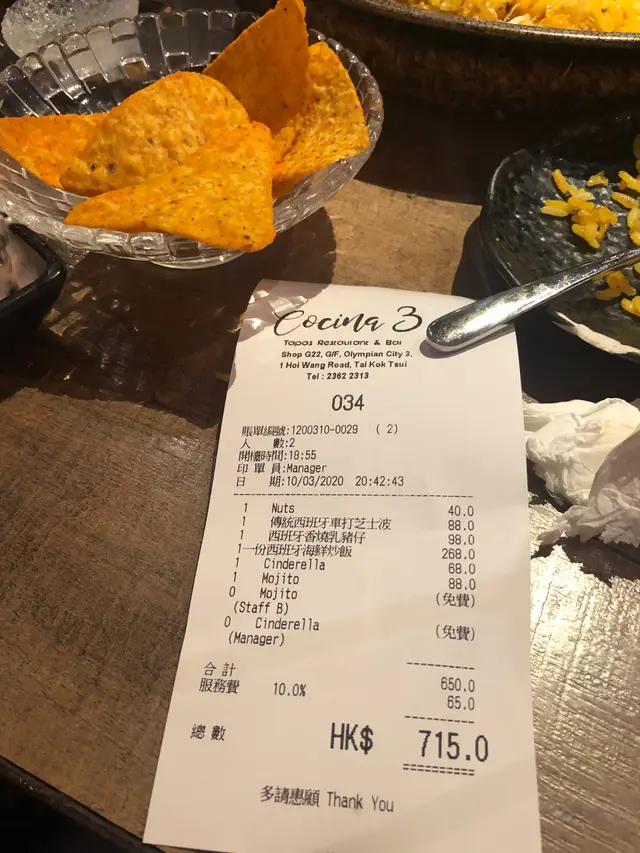 Cocina 3
Tapas Restaurant & Bar
Shop G22, G/F, Olympian City 3,
1 Hoi Wang Road, Tai Kok Tsui
Tel : 2362 2313
034
賬單編號:1200310-0029 ( 2)
人 數:2
開檯時間:18:55
印 單 員:Manager
日 期:10/03/2020 20:42:43
1 Nuts 40.0
1 傳統西班牙車打芝士波 88.0
1 西班牙香燒乳豬仔 98.0
1一份西班牙海鮮炒飯 268.0
1 Cinderella 68.0
1 Mojito 88.0
0 Mojito (免費)
(Staff B)
0 Cinderella (免費)
(Manager)
合 計 650.0
服務費 10.0% 65.0
總 數 HK$ 715.0
多請惠顧 Thank You